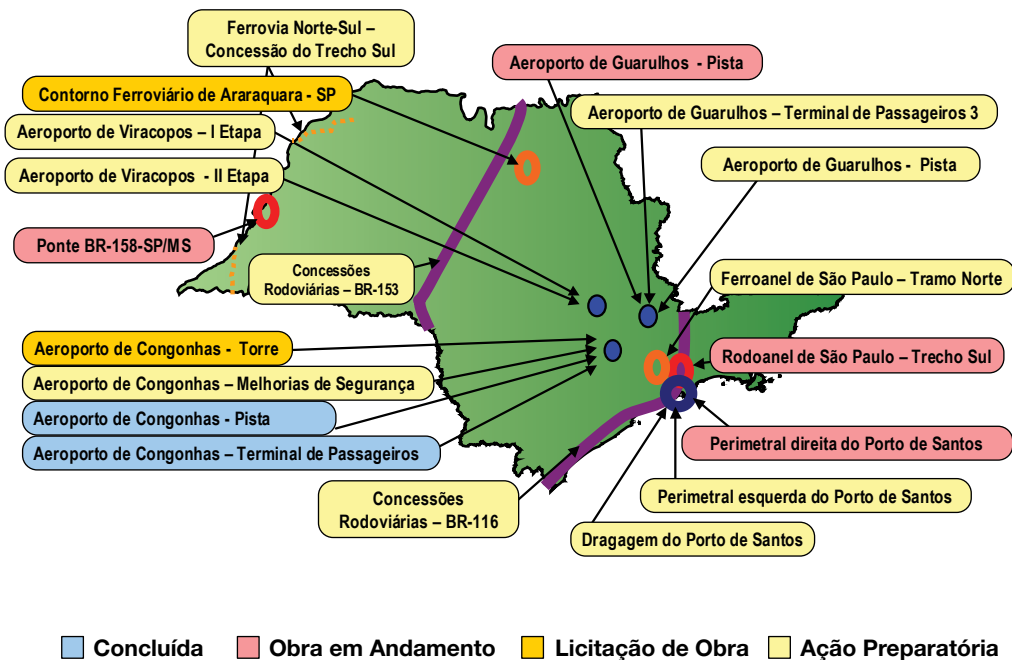 Ferrovia Norte-Sul –
Concessão do Trecho Sul
Aeroporto de Guarulhos - Pista
Contorno Ferroviário de Araraquara - SP
Aeroporto de Guarulhos – Terminal de Passageiros 3
Aeroporto de Viracopos – I Etapa
Aeroporto de Guarulhos - Pista
Aeroporto de Viracopos - II Etapa
Ponte BR-158-SP/MS
Concessões
Rodoviárias – BR-153
Ferroanel de São Paulo – Tramo Norte
Aeroporto de Congonhas - Torre
Rodoanel de São Paulo – Trecho Sul
Aeroporto de Congonhas – Melhorias de Segurança
Aeroporto de Congonhas - Pista
Aeroporto de Congonhas – Terminal de Passageiros
Perimetral direita do Porto de Santos
Concessões
Rodoviárias – BR-116
Perimetral esquerda do Porto de Santos
Dragagem do Porto de Santos
Concluída
Obra em Andamento
Licitação de Obra
Ação Preparatória